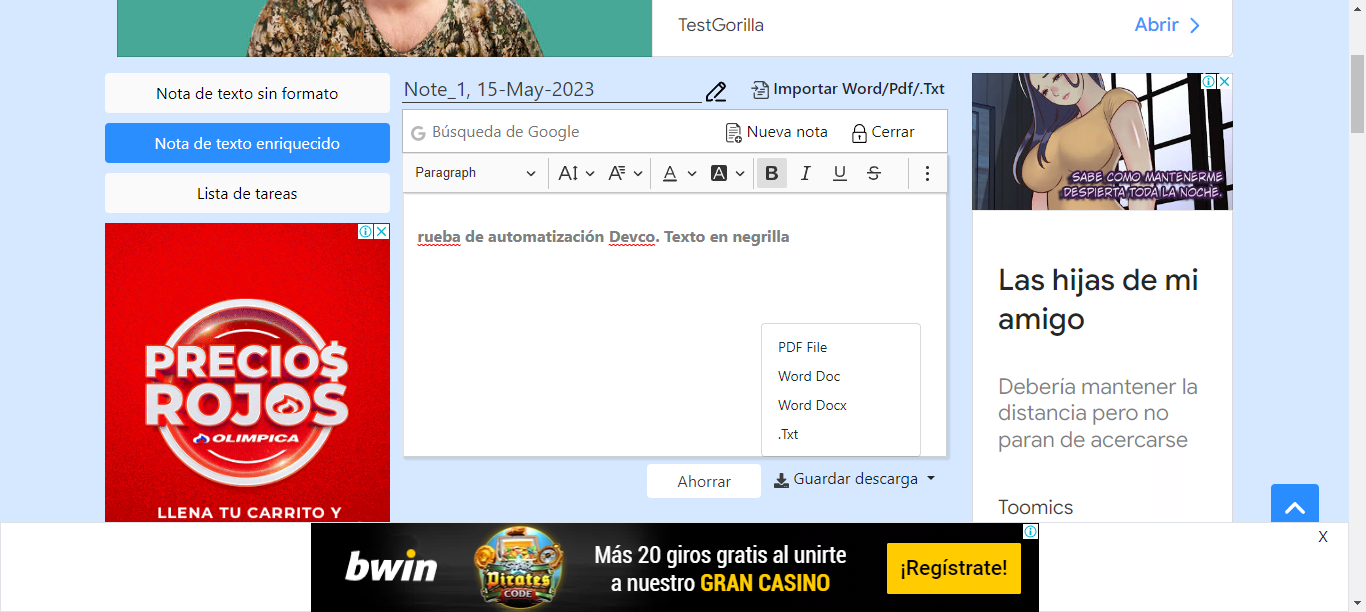 TestGorilla
Abrir
Nota de texto sin formato
Nota de texto enriquecido
Lista de tareas
PRECIO$
ROJOS
OLIMPICA
LLENA TU CARRITO Y
Note_1, 15-May-2023
Importar Word/Pdf/.Txt
G Búsqueda de Google
Nueva nota
Cerrar
Paragraph
A
A
A
A
B
I
U
S
rueba de automatización Devco. Texto en negrilla
PDF File
Word Doc
Word Docx
.Txt
Ahorrar
Guardar descarga
SABE COMO MANTENERME
DESPIERTA TODA LA NOCHE.
Las hijas de mi
amigo
Debería mantener la
distancia pero no
paran de acercarse
Toomics
bwin
Pirates
CODE
Más 20 giros gratis al unirte
a nuestro GRAN CASINO
¡Regístrate!
X